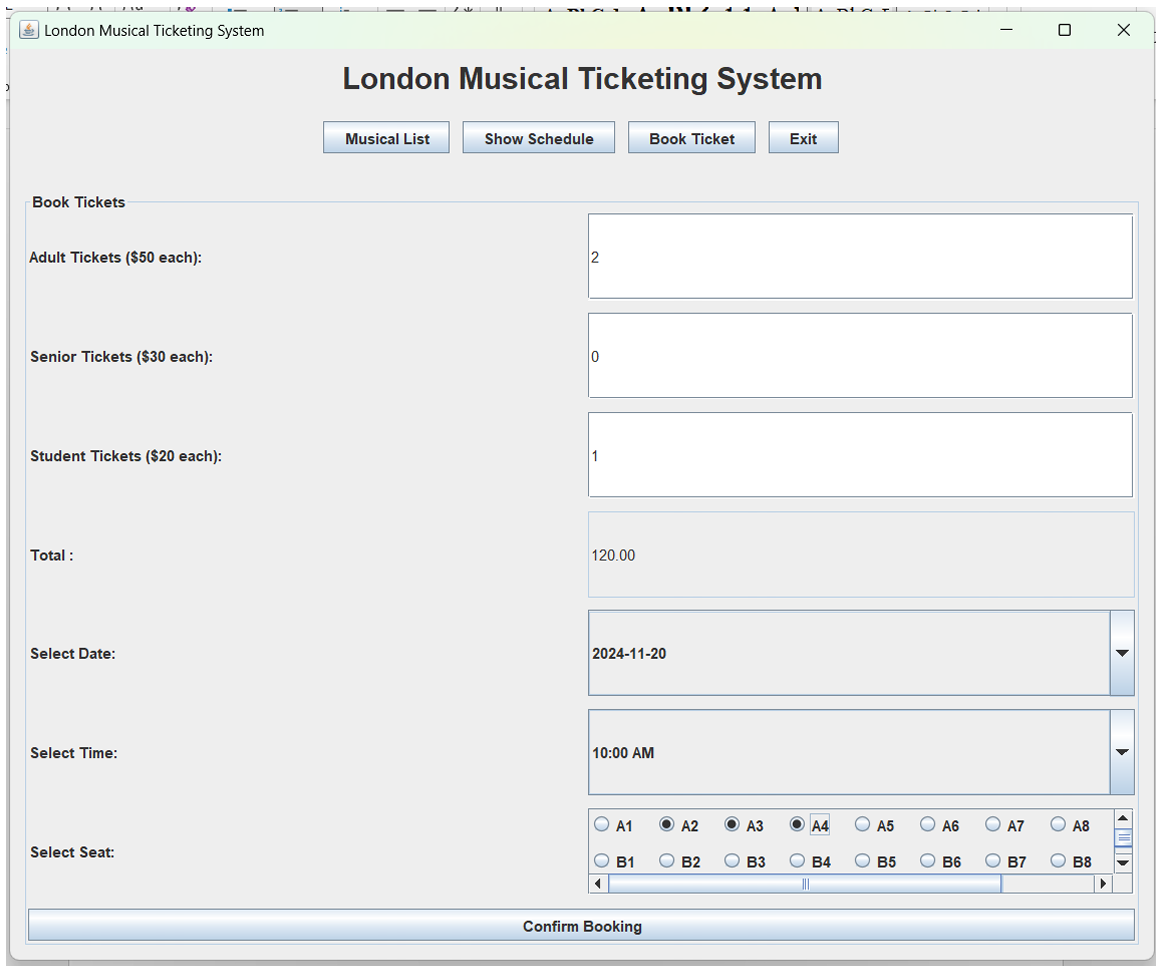 London Musical Ticketing System
London Musical Ticketing System
Musical List Show Schedule Book Ticket Exit
Book Tickets
Adult Tickets ($50 each): 2
Senior Tickets ($30 each): 0
Student Tickets ($20 each): 1
Total : 120.00
Select Date: 2024-11-20
Select Time: 10:00 AM
Select Seat:
A1 A2 A3 A4 A5 A6 A7 A8
B1 B2 B3 B4 B5 B6 B7 B8
Confirm Booking